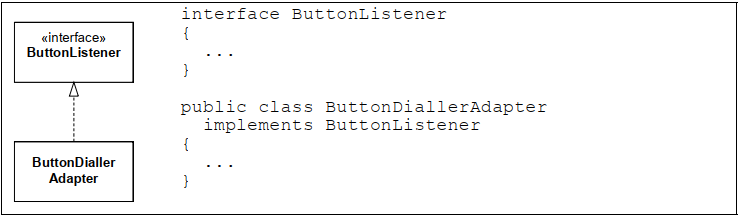 «interface»
ButtonListener
ButtonDialler
Adapter
interface ButtonListener
{
  ...
}
public class ButtonDiallerAdapter
  implements ButtonListener
{
  ...
}